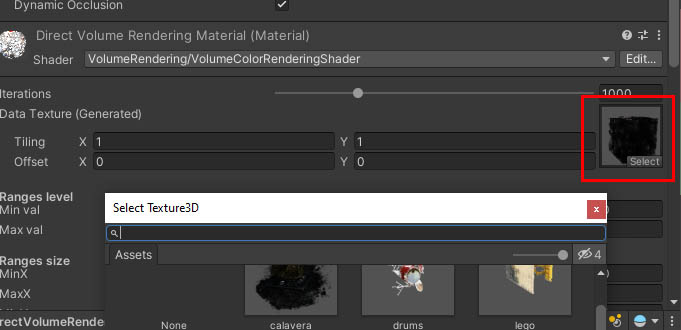 Dynamic Occlusion
Direct Volume Rendering Material (Material)
Shader VolumeRendering/VolumeColorRenderingShader Edit...
Iterations 1000
Data Texture (Generated)
Tiling X 1 Y 1
Offset X 0 Y 0
Select
Ranges level
Min val
Max val
Ranges size
MinX
MaxX
Select Texture3D
x
Assets 4
None calavera drums lego
rectVolumeRende